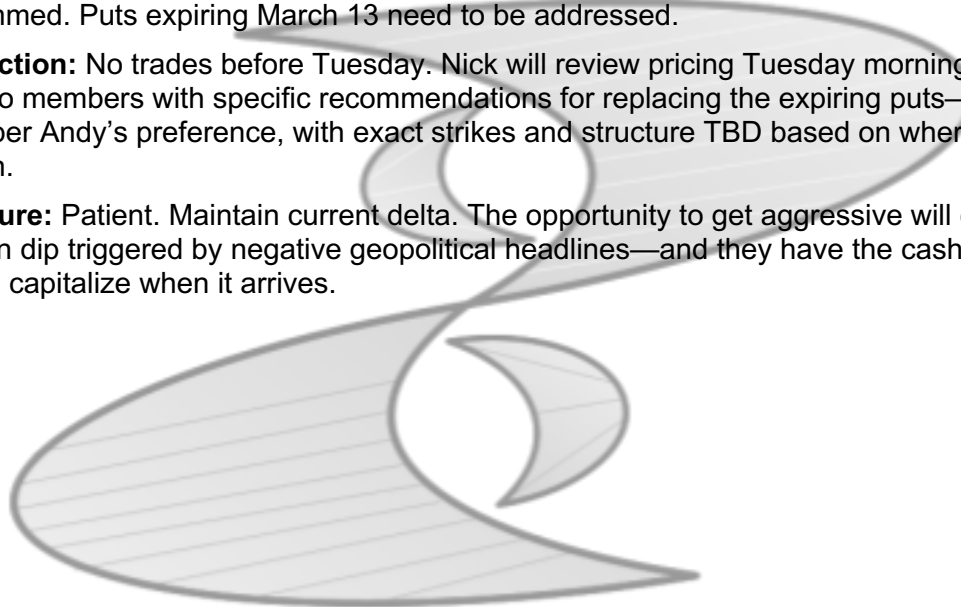 nmed. Puts expiring March 13 need to be addressed.
ction: No trades before Tuesday. Nick will review pricing Tuesday morning
o members with specific recommendations for replacing the expiring puts—
per Andy's preference, with exact strikes and structure TBD based on wher
n.
ure: Patient. Maintain current delta. The opportunity to get aggressive will
n dip triggered by negative geopolitical headlines—and they have the cash
capitalize when it arrives.